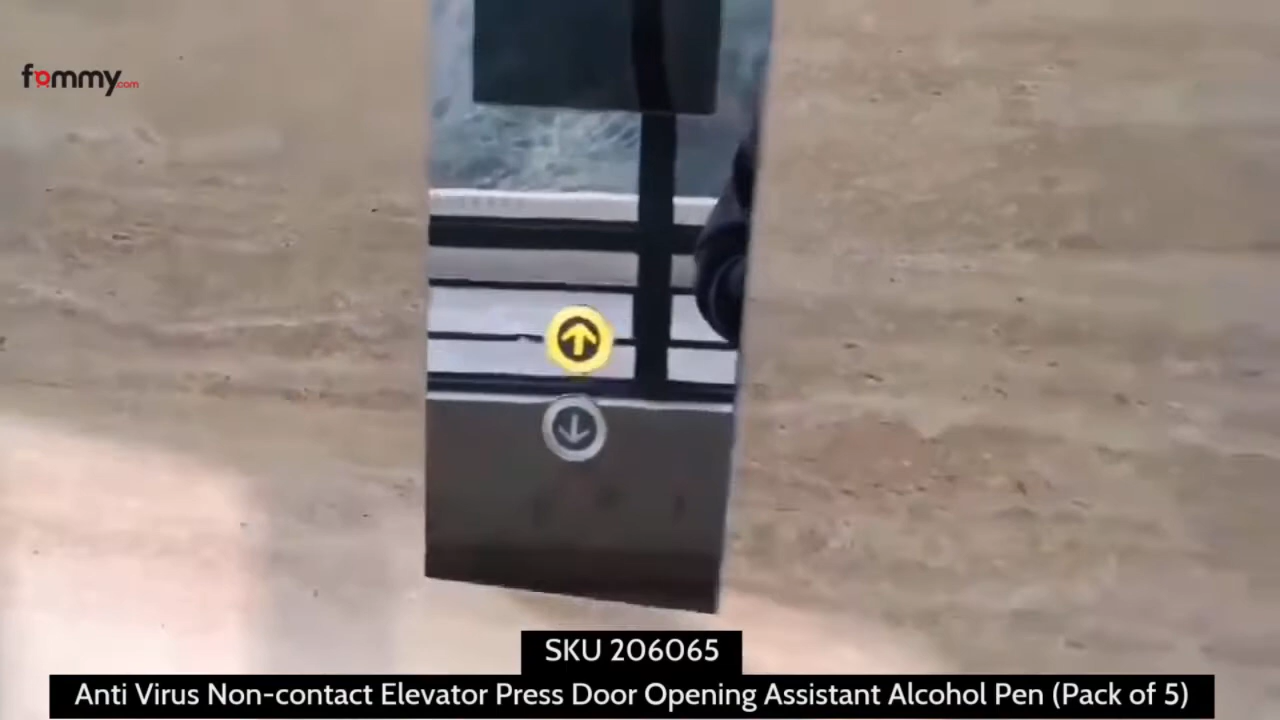 fommy.com
SKU 206065
Anti Virus Non-contact Elevator Press Door Opening Assistant Alcohol Pen (Pack of 5)